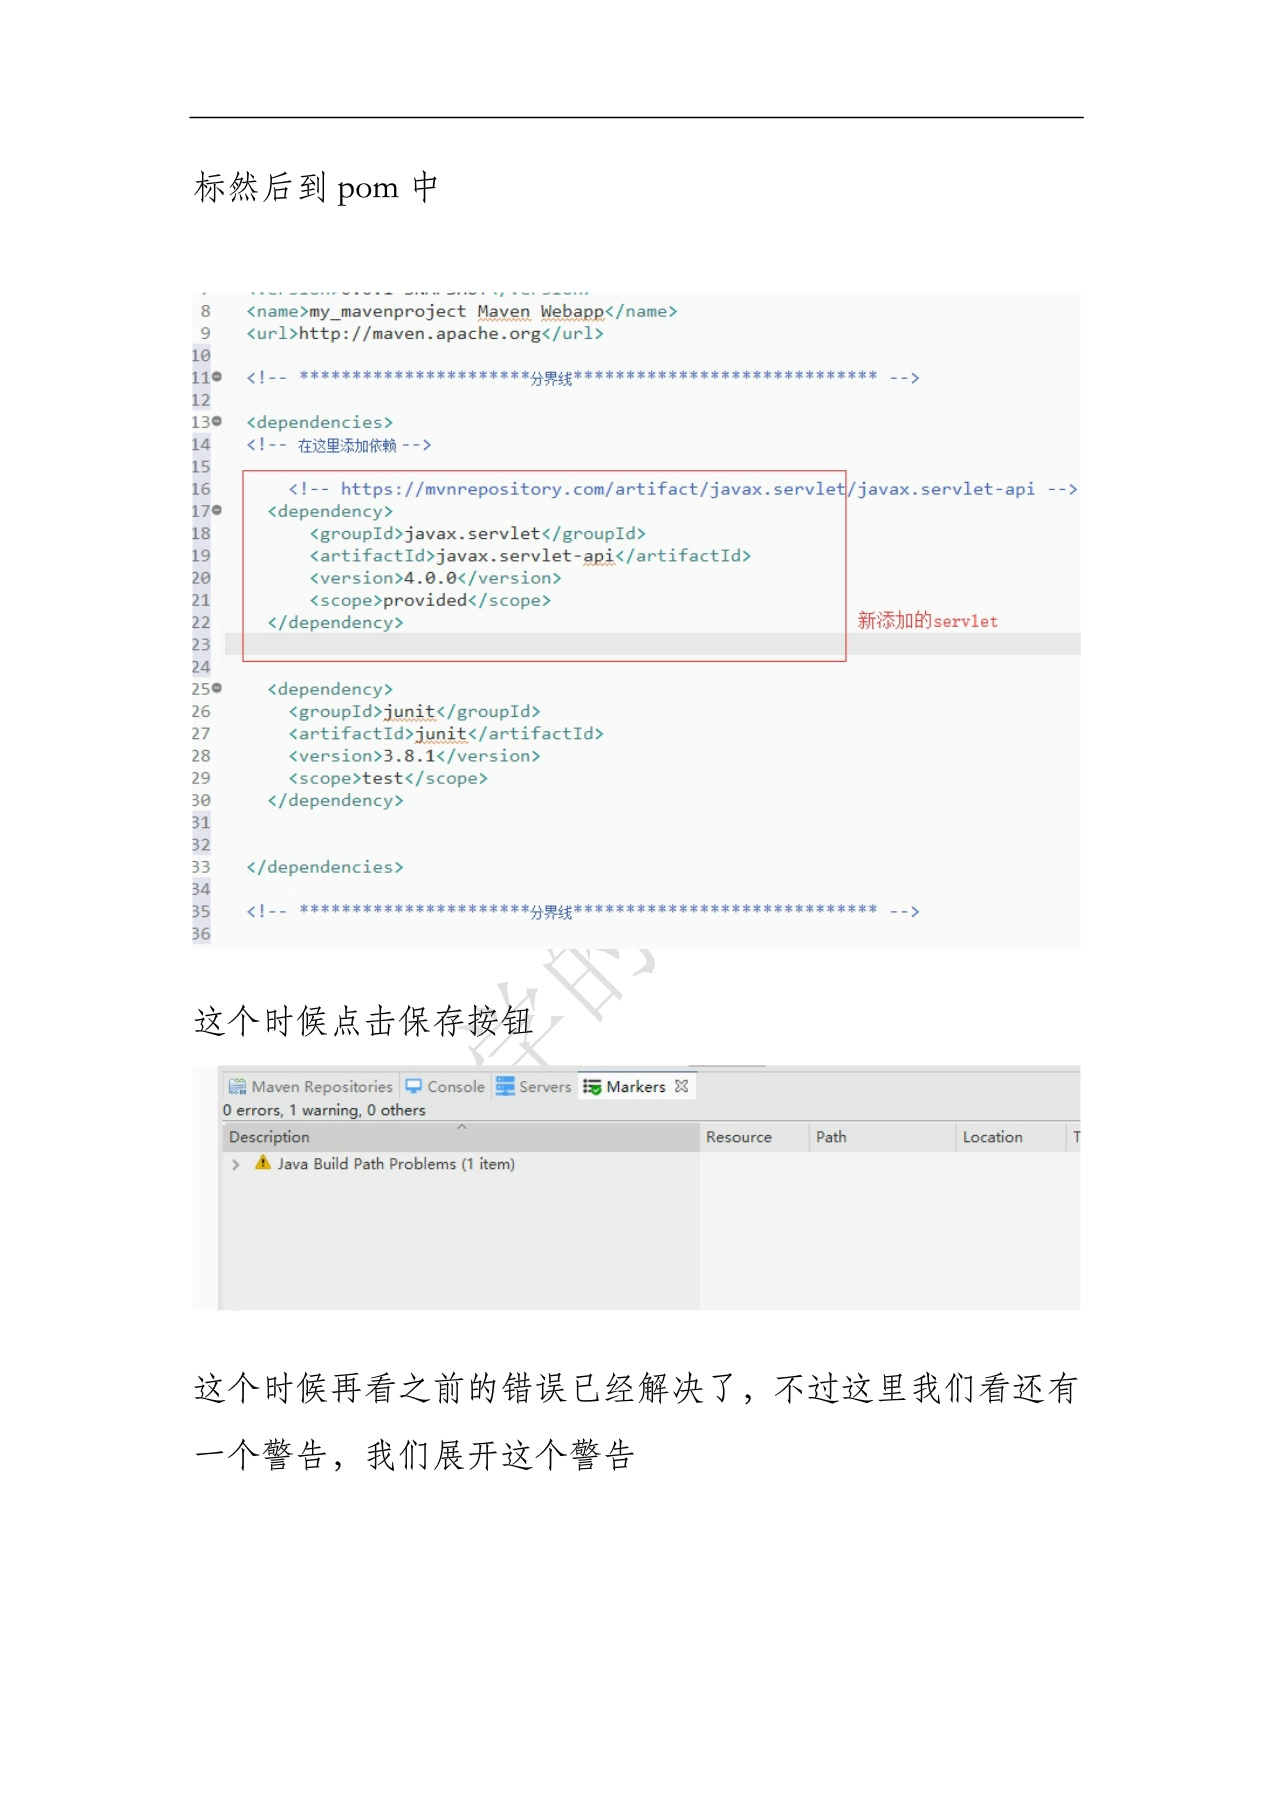 标然后到 pom 中
8 <name>my_mavenproject Maven Webapp</name>
9 <url>http://maven.apache.org</url>
10
11 <!-- **********************分界线***************************** -->
12
13 <dependencies>
14 <!-- 在这里添加依赖 -->
15
16 <!-- https://mvnrepository.com/artifact/javax.servlet/javax.servlet-api -->
17 <dependency>
18 <groupId>javax.servlet</groupId>
19 <artifactId>javax.servlet-api</artifactId>
20 <version>4.0.0</version>
21 <scope>provided</scope>
22 </dependency>
新添加的servlet
23
24
25 <dependency>
26 <groupId>junit</groupId>
27 <artifactId>junit</artifactId>
28 <version>3.8.1</version>
29 <scope>test</scope>
30 </dependency>
31
32
33 </dependencies>
34
35 <!-- **********************分界线***************************** -->
36
学的
这个时候点击保存按钮
Maven Repositories Console Servers Markers
0 errors, 1 warning, 0 others
Description Resource Path Location T
Java Build Path Problems (1 item)
这个时候再看之前的错误已经解决了，不过这里我们看还有
一个警告，我们展开这个警告